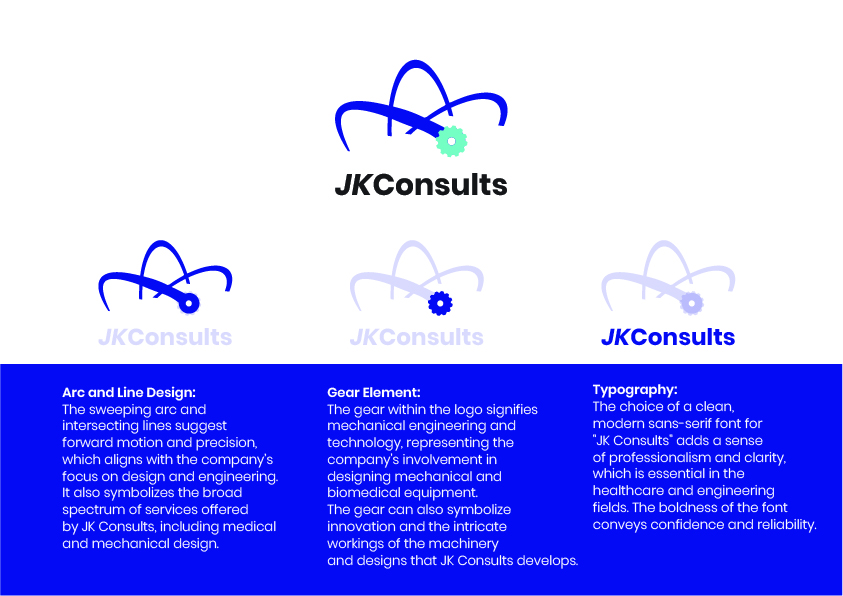 JKConsults
JKConsults
JKConsults
JKConsults
Arc and Line Design:
The sweeping arc and
intersecting lines suggest
forward motion and precision,
which aligns with the company's
focus on design and engineering.
It also symbolizes the broad
spectrum of services offered
by JK Consults, including medical
and mechanical design.
Gear Element:
The gear within the logo signifies
mechanical engineering and
technology, representing the
company's involvement in
designing mechanical and
biomedical equipment.
The gear can also symbolize
innovation and the intricate
workings of the machinery
and designs that JK Consults develops.
Typography:
The choice of a clean,
modern sans-serif font for
"JK Consults" adds a sense
of professionalism and clarity,
which is essential in the
healthcare and engineering
fields. The boldness of the font
conveys confidence and reliability.